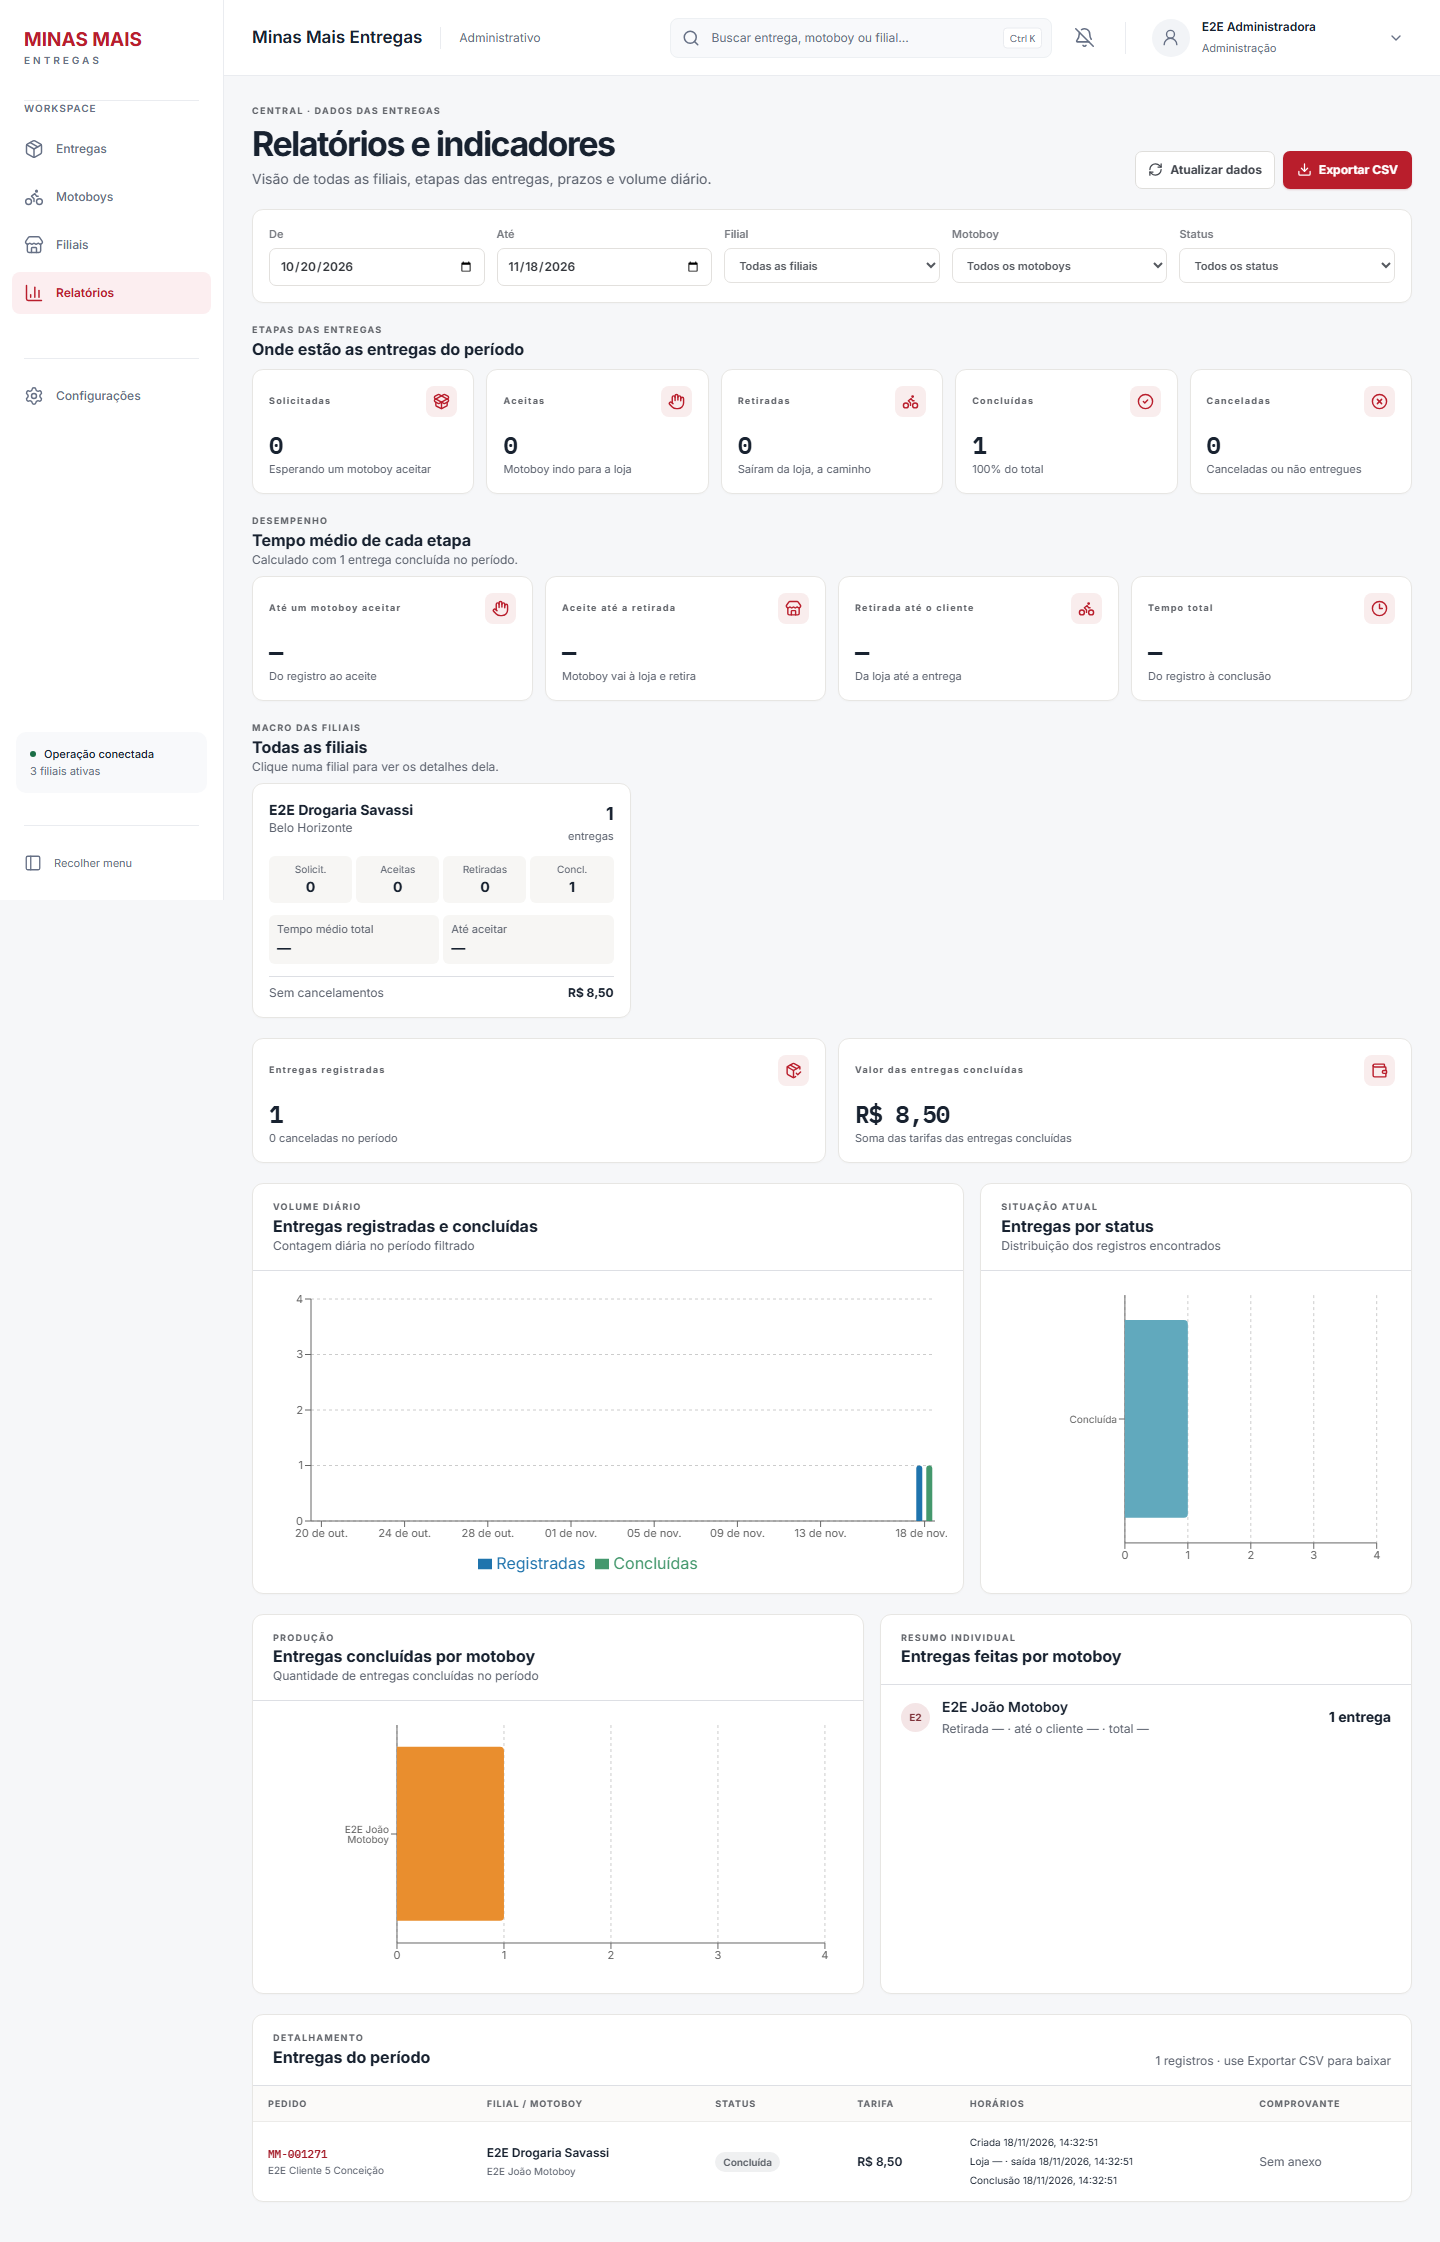 MINAS MAIS
ENTREGAS
WORKSPACE
Entregas
Motoboys
Filiais
Relatórios
Configurações
Operação conectada
3 filiais ativas
Recolher menu
Minas Mais Entregas
Administrativo
Buscar entrega, motoboy ou filial...
Ctrl K
E2E Administradora
Administração
CENTRAL · DADOS DAS ENTREGAS
Relatórios e indicadores
Visão de todas as filiais, etapas das entregas, prazos e volume diário.
Atualizar dados
Exportar CSV
De
Até
Filial
Motoboy
Status
10/20/2026
11/18/2026
Todas as filiais
Todos os motoboys
Todos os status
ETAPAS DAS ENTREGAS
Onde estão as entregas do período
Solicitadas
0
Esperando um motoboy aceitar
Aceitas
0
Motoboy indo para a loja
Retiradas
0
Saíram da loja, a caminho
Concluídas
1
100% do total
Canceladas
0
Canceladas ou não entregues
DESEMPENHO
Tempo médio de cada etapa
Calculado com 1 entrega concluída no período.
Até um motoboy aceitar
—
Do registro ao aceite
Aceite até a retirada
—
Motoboy vai à loja e retira
Retirada até o cliente
—
Da loja até a entrega
Tempo total
—
Do registro à conclusão
MACRO DAS FILIAIS
Todas as filiais
Clique numa filial para ver os detalhes dela.
E2E Drogaria Savassi
Belo Horizonte
1
entregas
Solicit.
0
Aceitas
0
Retiradas
0
Concl.
1
Tempo médio total
—
Até aceitar
—
Sem cancelamentos
R$ 8,50
Entregas registradas
1
0 canceladas no período
Valor das entregas concluídas
R$ 8,50
Soma das tarifas das entregas concluídas
VOLUME DIÁRIO
Entregas registradas e concluídas
Contagem diária no período filtrado
4
3
2
1
0
20 de out.
24 de out.
28 de out.
01 de nov.
05 de nov.
09 de nov.
13 de nov.
18 de nov.
Registradas
Concluídas
SITUAÇÃO ATUAL
Entregas por status
Distribuição dos registros encontrados
Concluída
0
1
2
3
4
PRODUÇÃO
Entregas concluídas por motoboy
Quantidade de entregas concluídas no período
E2E João
Motoboy
0
1
2
3
4
RESUMO INDIVIDUAL
Entregas feitas por motoboy
E2
E2E João Motoboy
Retirada — · até o cliente — · total —
1 entrega
DETALHAMENTO
Entregas do período
1 registros · use Exportar CSV para baixar
PEDIDO
FILIAL / MOTOBOY
STATUS
TARIFA
HORÁRIOS
COMPROVANTE
MM-001271
E2E Cliente 5 Conceição
E2E Drogaria Savassi
E2E João Motoboy
Concluída
R$ 8,50
Criada 18/11/2026, 14:32:51
Loja — · saída 18/11/2026, 14:32:51
Conclusão 18/11/2026, 14:32:51
Sem anexo